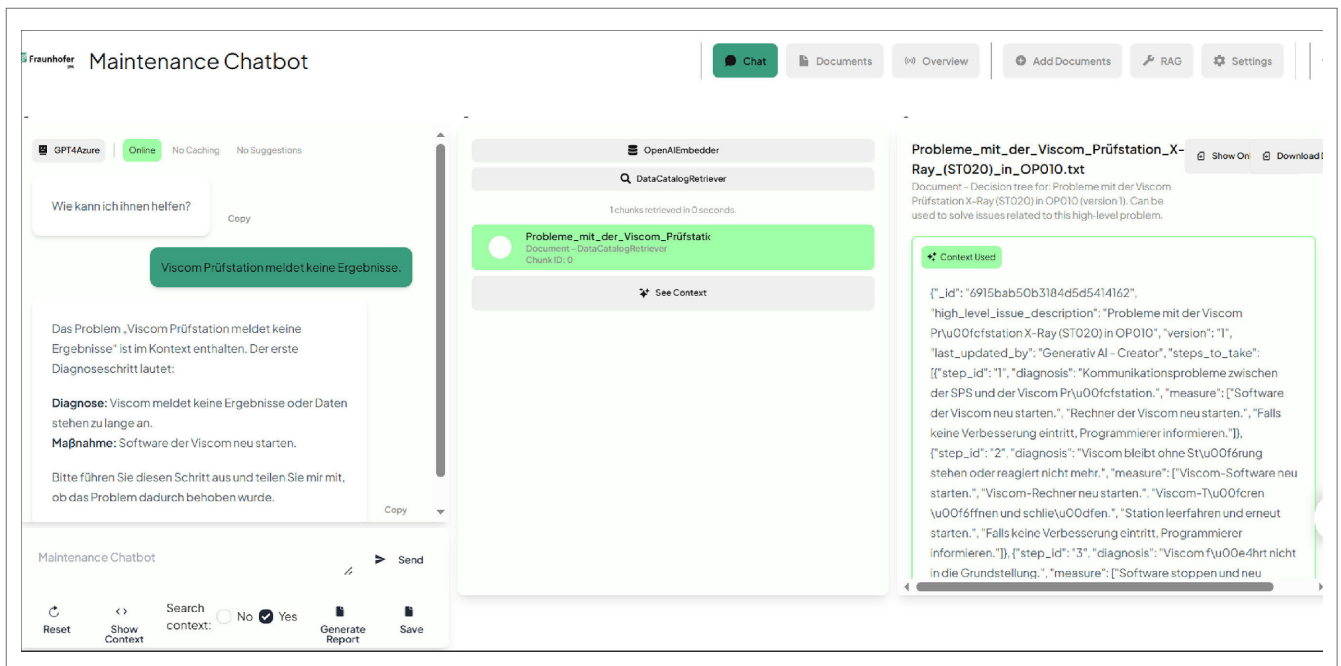 Fraunhofer
IPA
Maintenance Chatbot
Chat
Documents
Overview
Add Documents
RAG
Settings
GPT4Azure
Online
No Caching
No Suggestions
Wie kann ich ihnen helfen?
Copy
Viscom Prüfstation meldet keine Ergebnisse.
Das Problem „Viscom Prüfstation meldet keine
Ergebnisse" ist im Kontext enthalten. Der erste
Diagnoseschritt lautet:
Diagnose: Viscom meldet keine Ergebnisse oder Daten
stehen zu lange an.
Maßnahme: Software der Viscom neu starten.
Bitte führen Sie diesen Schritt aus und teilen Sie mir mit,
ob das Problem dadurch behoben wurde.
Copy
Maintenance Chatbot
Send
Reset
Show
Context
Search
context:
No
Yes
Generate
Report
Save
OpenAIEmbedder
DataCatalogRetriever
1 chunks retrieved in 0 seconds.
Probleme_mit_der_Viscom_Prüfstatic
Document - DataCatalogRetriever
Chunk ID: 0
See Context
Probleme_mit_der_Viscom_Prüfstation_X-
Ray_(ST020)_in_OP010.txt
Show Onl
Download
Document - Decision tree for: Probleme mit der Viscom
Prüfstation X-Ray (ST020) in OP010 (version 1). Can be
used to solve issues related to this high-level problem.
Context Used
{"_id": "6915bab50b3184d5d5414162",
"high_level_issue_description": "Probleme mit der Viscom
Pr\u00fcfstation X-Ray (ST020) in OP010", "version": "1",
"last_updated_by": "Generativ AI - Creator", "steps_to_take":
[{"step_id": "1", "diagnosis": "Kommunikationsprobleme zwischen
der SPS und der Viscom Pr\u00fcfstation.", "measure": ["Software
der Viscom neu starten.", "Rechner der Viscom neu starten.", "Falls
keine Verbesserung eintritt, Programmierer informieren."]},
{"step_id": "2", "diagnosis": "Viscom bleibt ohne St\u00f6rung
stehen oder reagiert nicht mehr.", "measure": ["Viscom-Software neu
starten.", "Viscom-Rechner neu starten.", "Viscom-T\u00fcren
\u00f6ffnen und schlie\u00dfen.", "Station leerfahren und erneut
starten.", "Falls keine Verbesserung eintritt, Programmierer
informieren."]}, {"step_id": "3", "diagnosis": "Viscom f\u00e4hrt nicht
in die Grundstellung.", "measure": ["Software stoppen und neu